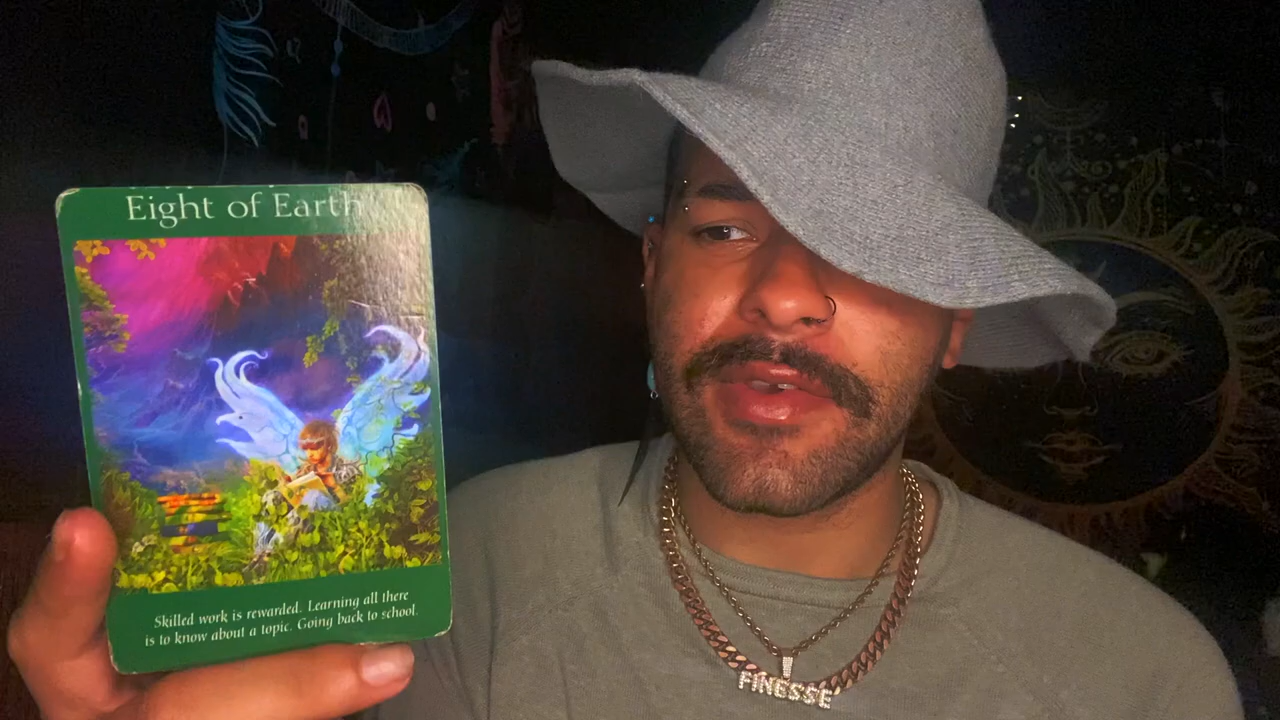 Eight of Earth
Skilled work is rewarded. Learning all there
is to know about a topic. Going back to school.
FINESSE